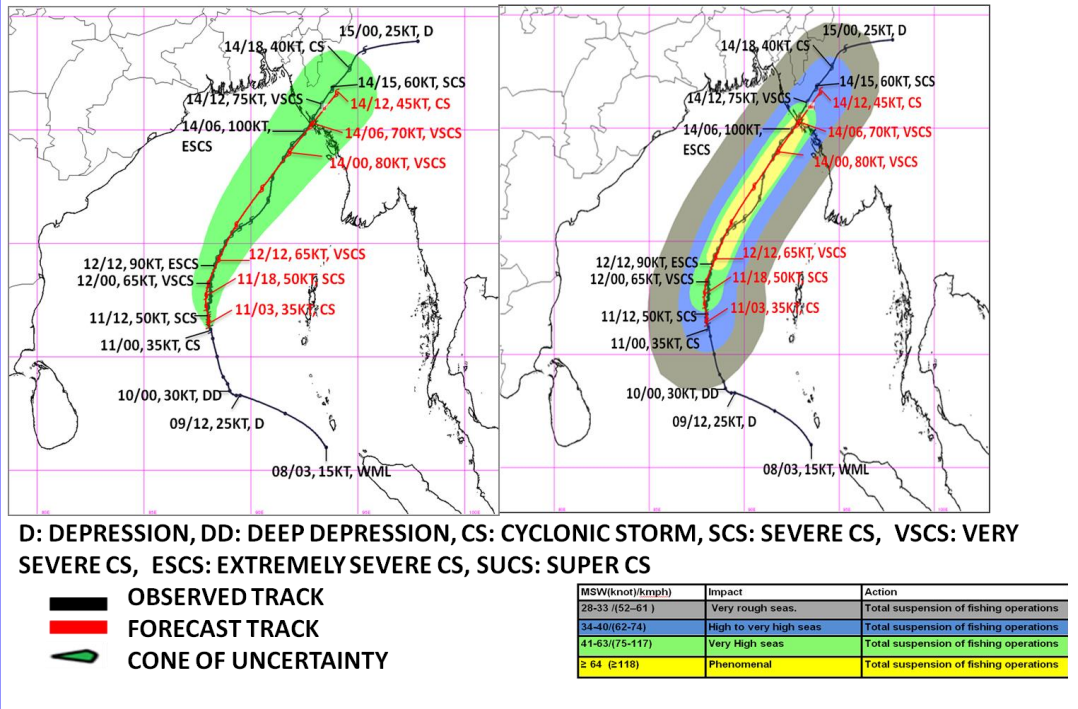 15/00, 25KT, D
14/18, 40KT, CS
14/15, 60KT, SCS
14/12, 75KT, VSCS
14/12, 45KT, CS
14/06, 100KT,
ESCS
14/06, 70KT, VSCS
14/00, 80KT, VSCS
12/12, 65KT, VSCS
12/12, 90KT, ESCS
12/00, 65KT, VSCS
11/18, 50KT, SCS
11/03, 35KT, CS
11/12, 50KT, SCS
11/00, 35KT, CS
10/00, 30KT, DD
09/12, 25KT, D
08/03, 15KT, WML
15/00, 25KT, D
14/18, 40KT, CS
14/15, 60KT, SCS
14/12, 75KT, VSCS
14/12, 45KT, CS
14/06, 100KT,
ESCS
14/06, 70KT, VSCS
14/00, 80KT, VSCS
12/12, 65KT, VSCS
12/12, 90KT, ESCS
12/00, 65KT, VSCS
11/18, 50KT, SCS
11/03, 35KT, CS
11/12, 50KT, SCS
11/00, 35KT, CS
10/00, 30KT, DD
09/12, 25KT, D
08/03, 15KT, WML
D: DEPRESSION, DD: DEEP DEPRESSION, CS: CYCLONIC STORM, SCS: SEVERE CS, VSCS: VERY
SEVERE CS, ESCS: EXTREMELY SEVERE CS, SUCS: SUPER CS
OBSERVED TRACK
FORECAST TRACK
CONE OF UNCERTAINTY
MSW(knot)/kmph) Impact Action
28-33 /(52–61 ) Very rough seas. Total suspension of fishing operations
34-40/(62-74) High to very high seas Total suspension of fishing operations
41-63/(75-117) Very High seas Total suspension of fishing operations
≥ 64 (≥118) Phenomenal Total suspension of fishing operations